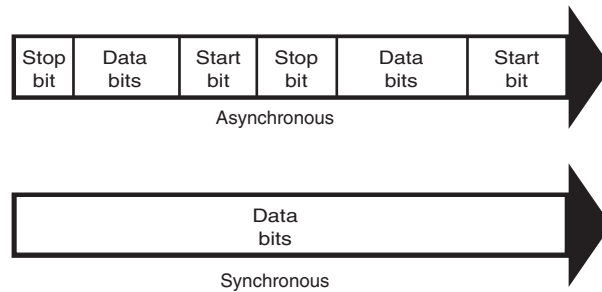 Stop
bit
Data
bits
Start
bit
Stop
bit
Data
bits
Start
bit
Asynchronous
Data
bits
Synchronous